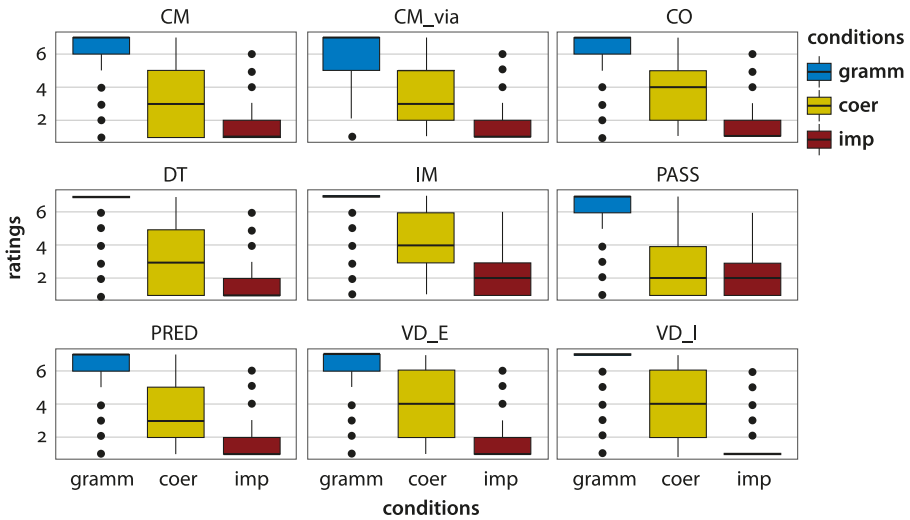 CM CM_via CO
conditions
gramm
coer
imp
6
4
2
DT IM PASS
6
4
2
ratings
PRED VD_E VD_I
6
4
2
gramm coer imp gramm coer imp gramm coer imp
conditions